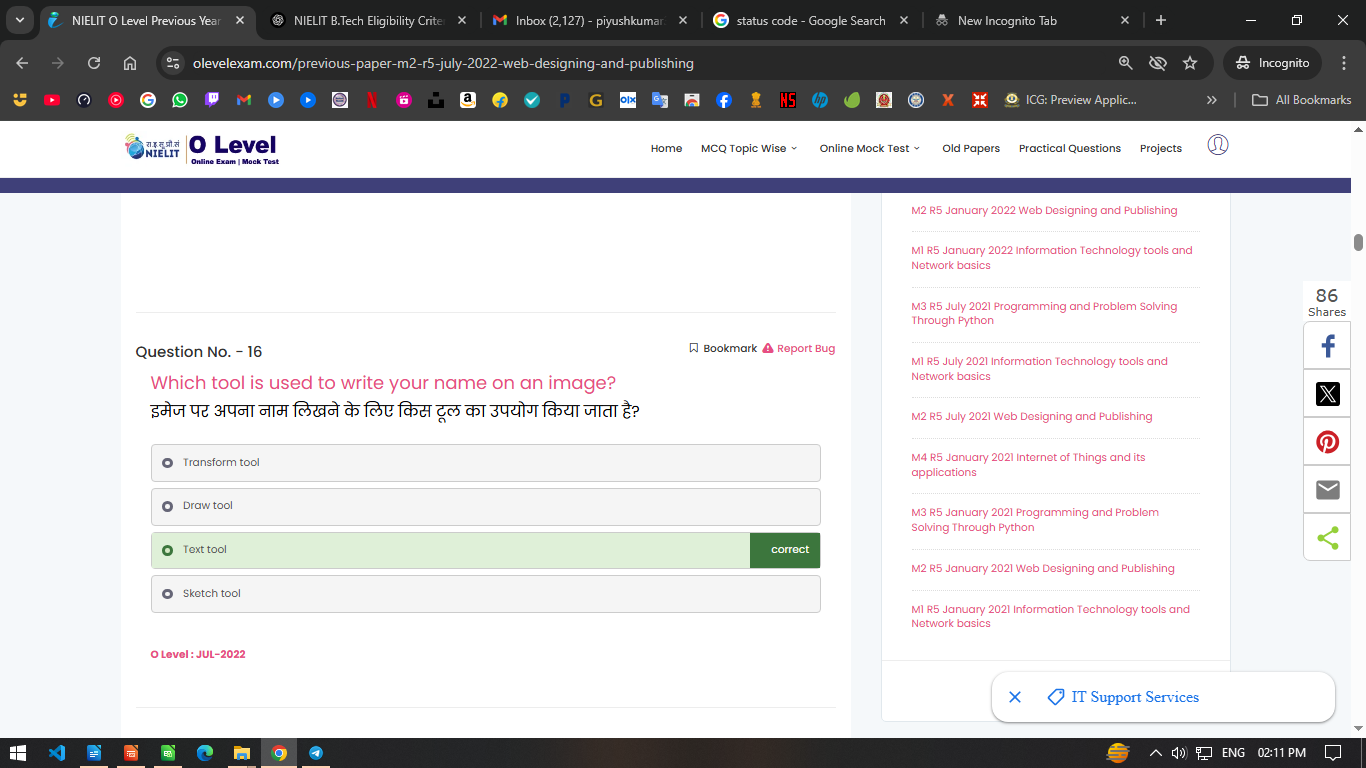 NIELIT O Level Previous Year
NIELIT B.Tech Eligibility Criter
Inbox (2,127) - piyushkumar
status code - Google Search
New Incognito Tab
olevelexam.com/previous-paper-m2-r5-july-2022-web-designing-and-publishing
Incognito
ICG: Preview Applic...
All Bookmarks
रा.इ.सू.प्रौ.सं
NIELIT
O Level
Online Exam | Mock Test
Home
MCQ Topic Wise
Online Mock Test
Old Papers
Practical Questions
Projects
Question No. - 16
Bookmark
Report Bug
Which tool is used to write your name on an image?
इमेज पर अपना नाम लिखने के लिए किस टूल का उपयोग किया जाता है?
Transform tool
Draw tool
Text tool
correct
Sketch tool
O Level : JUL-2022
M2 R5 January 2022 Web Designing and Publishing
M1 R5 January 2022 Information Technology tools and
Network basics
M3 R5 July 2021 Programming and Problem Solving
Through Python
M1 R5 July 2021 Information Technology tools and
Network basics
M2 R5 July 2021 Web Designing and Publishing
M4 R5 January 2021 Internet of Things and its
applications
M3 R5 January 2021 Programming and Problem
Solving Through Python
M2 R5 January 2021 Web Designing and Publishing
M1 R5 January 2021 Information Technology tools and
Network basics
86
Shares
IT Support Services
ENG
02:11 PM